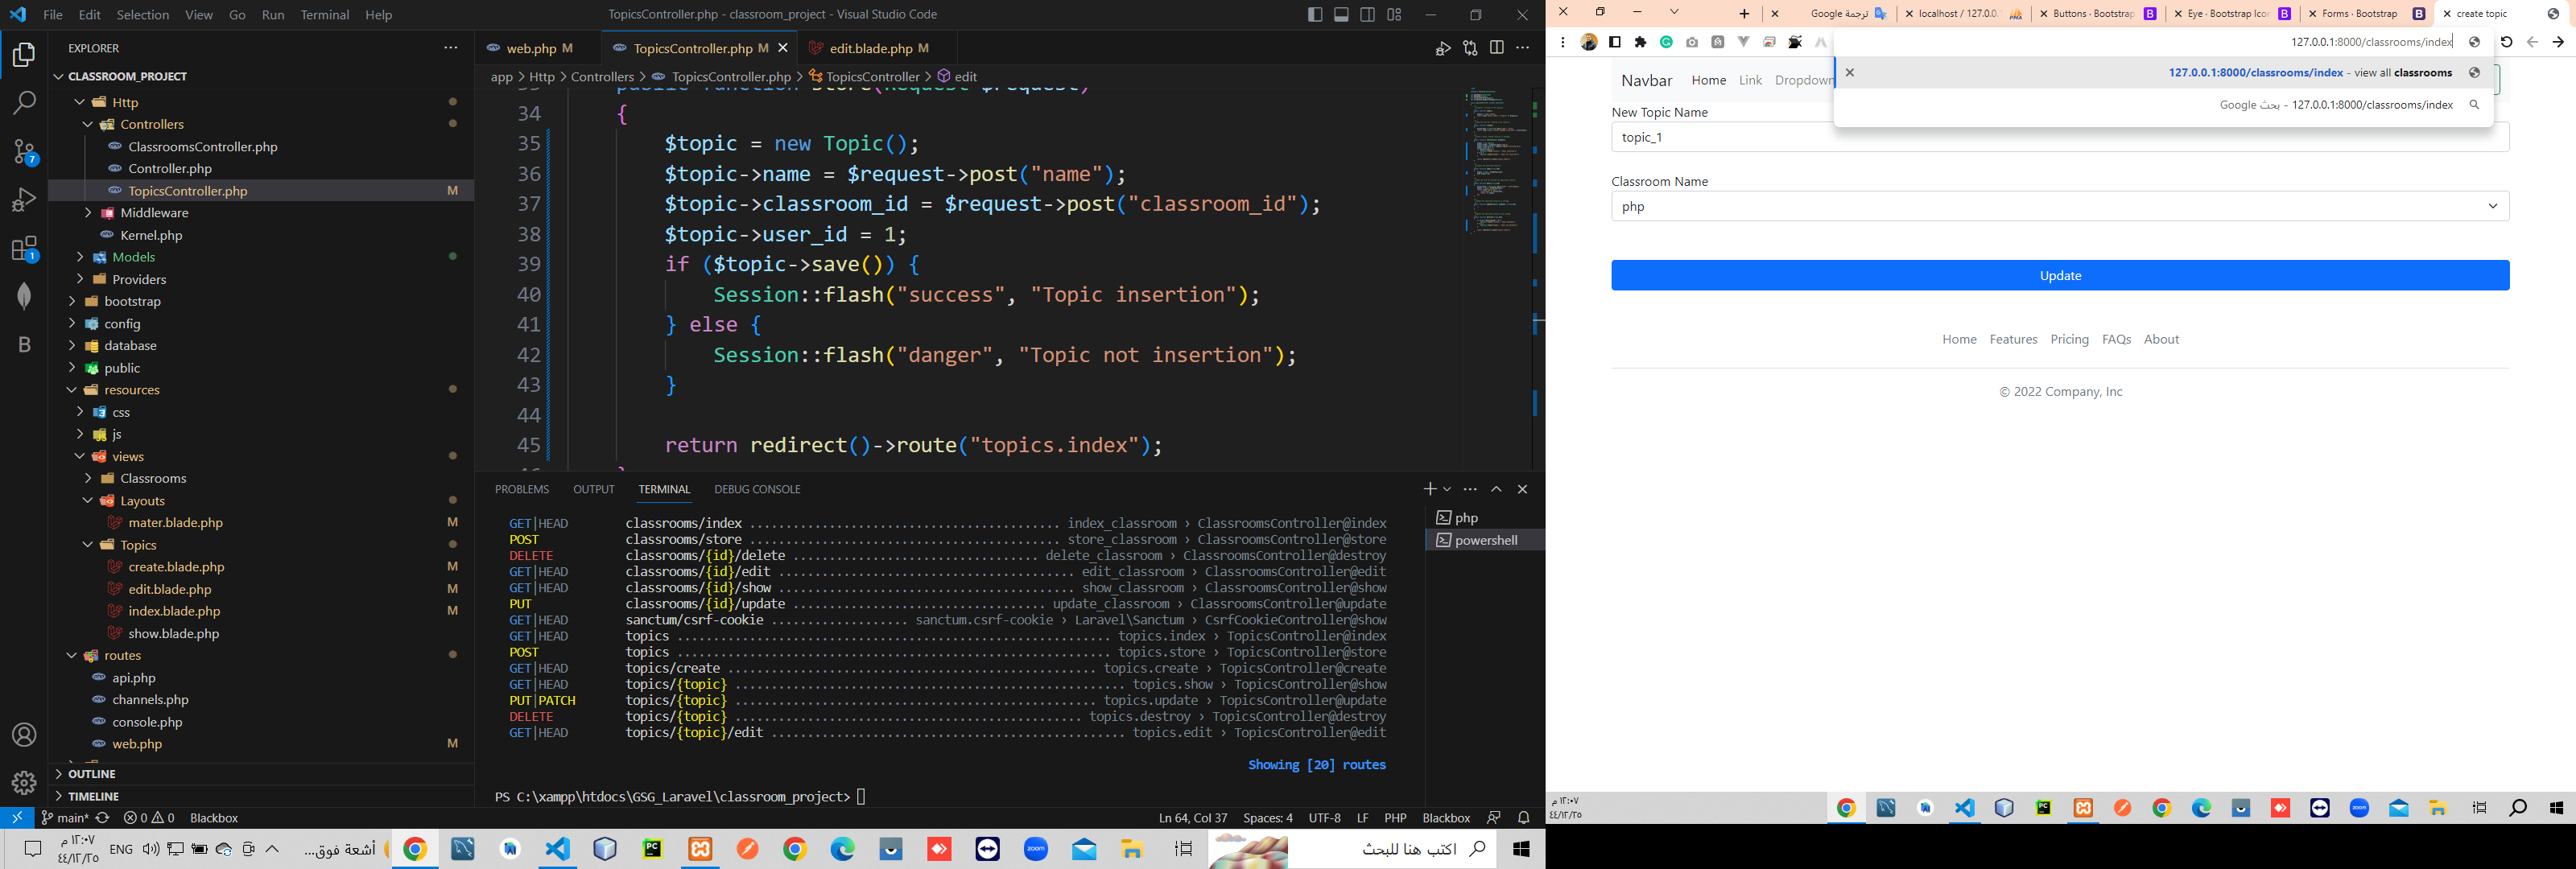 File Edit Selection View Go Run Terminal Help
TopicsController.php - classroom_project - Visual Studio Code
EXPLORER
CLASSROOM_PROJECT
Http
Controllers
ClassroomsController.php
Controller.php
TopicsController.php M
Middleware
Kernel.php
Models
Providers
bootstrap
config
database
public
resources
css
js
views
Classrooms
Layouts
mater.blade.php M
Topics
create.blade.php M
edit.blade.php M
index.blade.php M
show.blade.php
routes
api.php
channels.php
console.php
web.php M
OUTLINE
TIMELINE
7
1
B
web.php M
TopicsController.php M
edit.blade.php M
app > Http > Controllers > TopicsController.php > TopicsController > edit
34 {
35 $topic = new Topic();
36 $topic->name = $request->post("name");
37 $topic->classroom_id = $request->post("classroom_id");
38 $topic->user_id = 1;
39 if ($topic->save()) {
40 Session::flash("success", "Topic insertion");
41 } else {
42 Session::flash("danger", "Topic not insertion");
43 }
44
45 return redirect()->route("topics.index");
PROBLEMS OUTPUT TERMINAL DEBUG CONSOLE
GET|HEAD classrooms/index ....................................... index_classroom › ClassroomsController@index
POST classrooms/store ....................................... store_classroom › ClassroomsController@store
DELETE classrooms/{id}/delete ............................... delete_classroom › ClassroomsController@destroy
GET|HEAD classrooms/{id}/edit ..................................... edit_classroom › ClassroomsController@edit
GET|HEAD classrooms/{id}/show ..................................... show_classroom › ClassroomsController@show
PUT classrooms/{id}/update ................................ update_classroom › ClassroomsController@update
GET|HEAD sanctum/csrf-cookie .................. sanctum.csrf-cookie › Laravel\Sanctum › CsrfCookieController@show
GET|HEAD topics ...................................................... topics.index › TopicsController@index
POST topics ...................................................... topics.store › TopicsController@store
GET|HEAD topics/create .............................................. topics.create › TopicsController@create
GET|HEAD topics/{topic} ................................................. topics.show › TopicsController@show
PUT|PATCH topics/{topic} ............................................. topics.update › TopicsController@update
DELETE topics/{topic} ........................................... topics.destroy › TopicsController@destroy
GET|HEAD topics/{topic}/edit ............................................ topics.edit › TopicsController@edit
Showing [20] routes
PS C:\xampp\htdocs\GSG_Laravel\classroom_project>
php
powershell
main* 0 0 Blackbox
Ln 64, Col 37 Spaces: 4 UTF-8 LF PHP Blackbox
١٢:٠٧ م
٤٤/١٢/٢٥
ENG
أشعة فوق...
اكتب هنا للبحث
ترجمة Google
localhost / 127.0.0.
Buttons · Bootstrap
Eye · Bootstrap Icon
Forms · Bootstrap
create topic
127.0.0.1:8000/classrooms/index
127.0.0.1:8000/classrooms/index - view all classrooms
127.0.0.1:8000/classrooms/index - بحث Google
Navbar Home Link Dropdown
New Topic Name
topic_1
Classroom Name
php
Update
Home Features Pricing FAQs About
© 2022 Company, Inc
١٢:٠٧ م
٤٤/١٢/٢٥